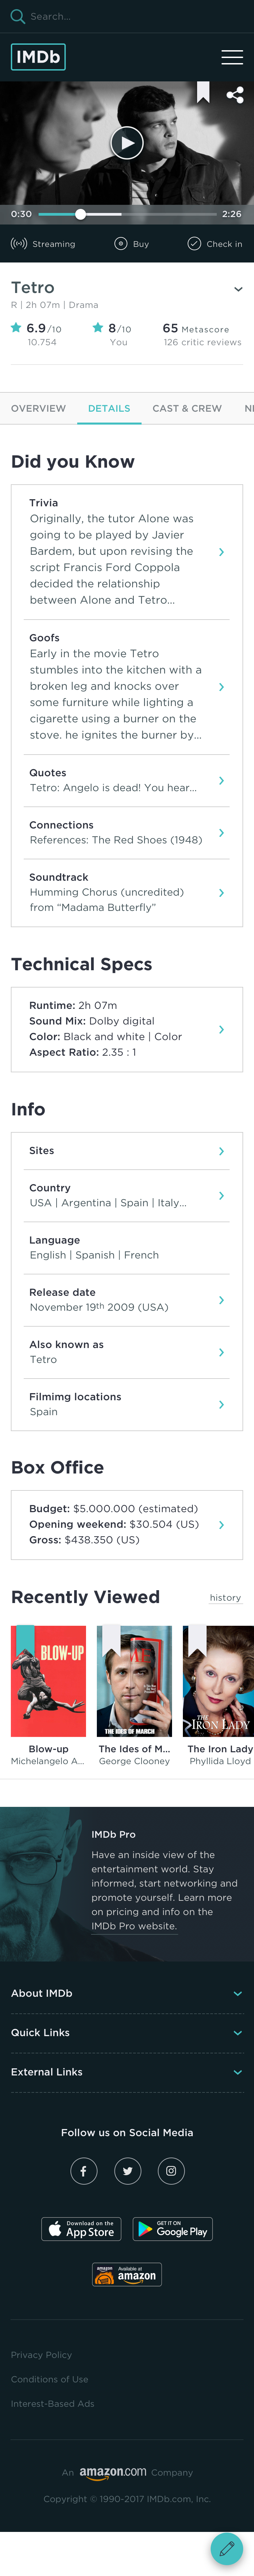 Search...
IMDb
0:30 2:26
Streaming Buy Check in
Tetro
R | 2h 07m | Drama
6.9/10 8/10 65 Metascore
10.754 You 126 critic reviews
OVERVIEW DETAILS CAST & CREW
Did you Know
Trivia
Originally, the tutor Alone was
going to be played by Javier
Bardem, but upon revising the
script Francis Ford Coppola
decided the relationship
between Alone and Tetro...
Goofs
Early in the movie Tetro
stumbles into the kitchen with a
broken leg and knocks over
some furniture while lighting a
cigarette using a burner on the
stove. he ignites the burner by...
Quotes
Tetro: Angelo is dead! You hear...
Connections
References: The Red Shoes (1948)
Soundtrack
Humming Chorus (uncredited)
from “Madama Butterfly”
Technical Specs
Runtime: 2h 07m
Sound Mix: Dolby digital
Color: Black and white | Color
Aspect Ratio: 2.35 : 1
Info
Sites
Country
USA | Argentina | Spain | Italy...
Language
English | Spanish | French
Release date
November 19th 2009 (USA)
Also known as
Tetro
Filmimg locations
Spain
Box Office
Budget: $5.000.000 (estimated)
Opening weekend: $30.504 (US)
Gross: $438.350 (US)
Recently Viewed history
BLOW-UP
THE IDES OF MARCH
THE IRON LADY
Blow-up The Ides of M... The Iron Lady
Michelangelo A... George Clooney Phyllida Lloyd
IMDb Pro
Have an inside view of the
entertainment world. Stay
informed, start networking and
promote yourself. Learn more
on pricing and info on the
IMDb Pro website.
About IMDb
Quick Links
External Links
Follow us on Social Media
Download on the
App Store
GET IT ON
Google Play
Available at
amazon
Privacy Policy
Conditions of Use
Interest-Based Ads
An amazon.com Company
Copyright © 1990-2017 IMDb.com, Inc.